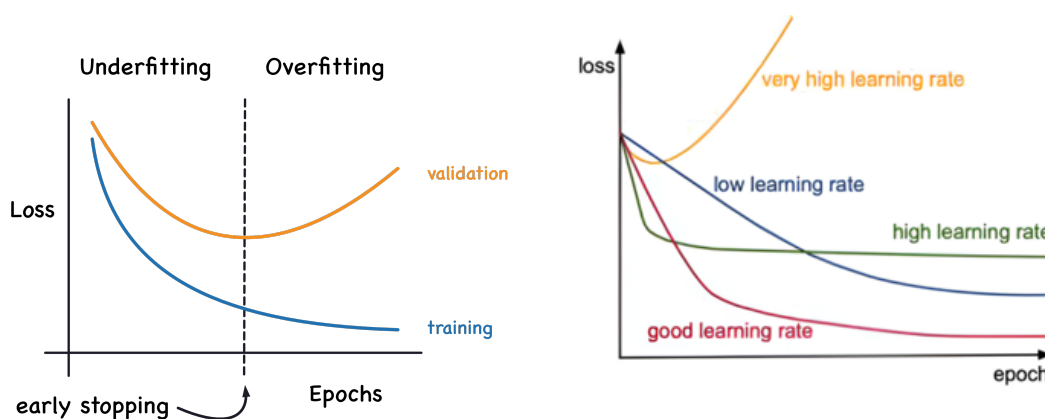 Underfitting
Overfitting
validation
Loss
training
early stopping
Epochs
loss
very high learning rate
low learning rate
high learning rate
good learning rate
epoch